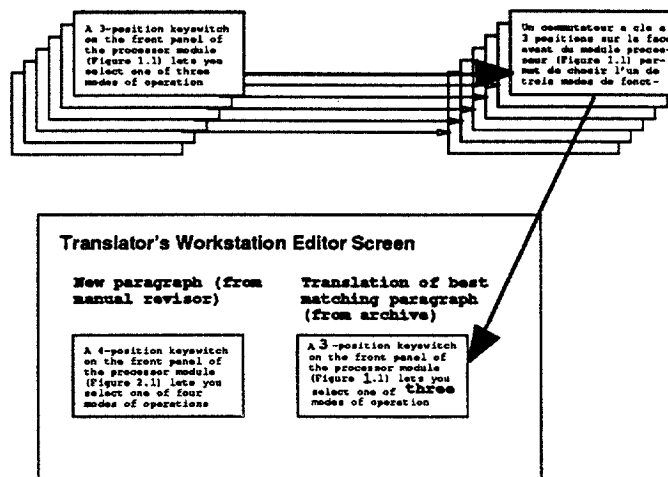 A 3-position keyswitch
on the front panel of
the processor module
(Figure 1.1) lets you
select one of three
modes of operation
Un commutateur a cle a
3 positions sur la face
avant du module proces-
seur (Figure 1.1) per-
mut de chosir l'un de
trois modes de fonct-
Translator's Workstation Editor Screen
New paragraph (from
manual revisor)
Translation of best
matching paragraph
(from archive)
A 4-position keyswitch
on the front panel of
the processor module
(Figure 2.1) lets you
select one of four
modes of operations
A 3-position keyswitch
on the front panel of
the processor module
(Figure 1.1) lets you
select one of three
modes of operation